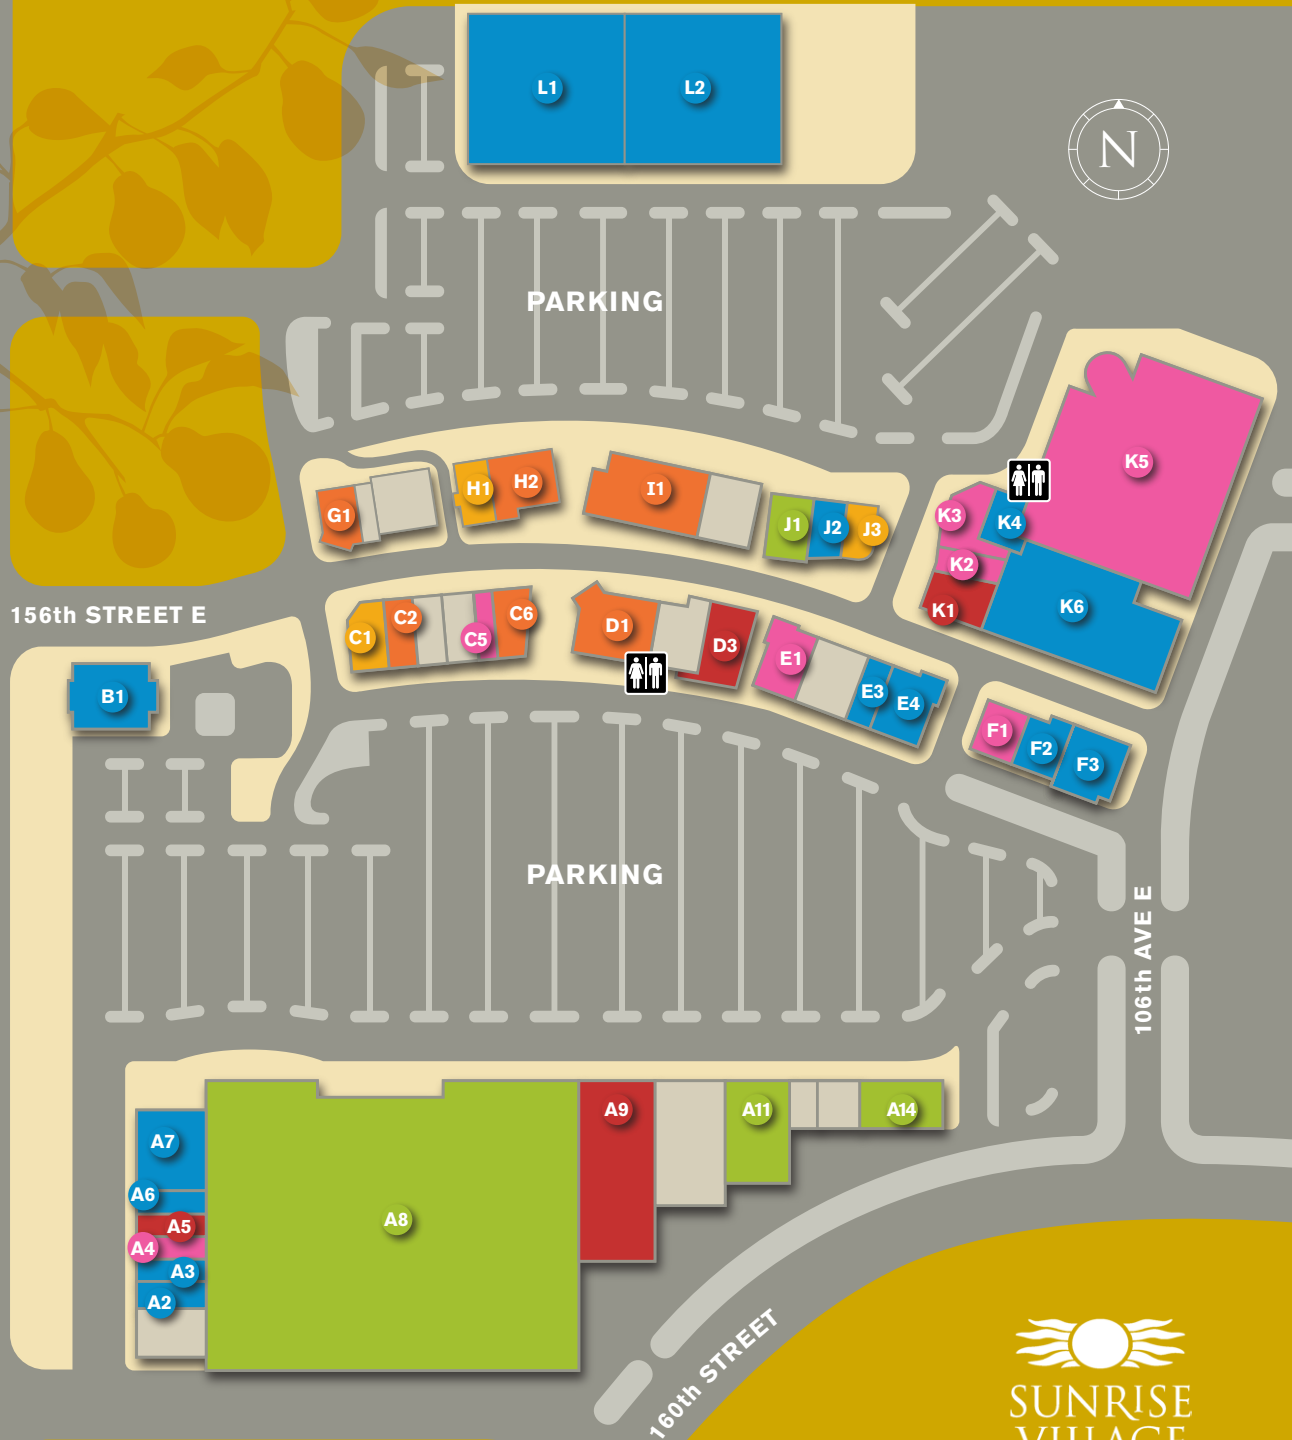 L1
L2
N
PARKING
K5
H1
H2
I1
G1
J1
J2
J3
K3
K4
K2
K1
K6
156th STREET E
C1
C2
C5
C6
D1
D3
E1
E3
E4
B1
F1
F2
F3
PARKING
106th AVE E
A7
A6
A5
A4
A3
A2
A8
A9
A11
A14
160th STREET
SUNRISE
VILLAGE